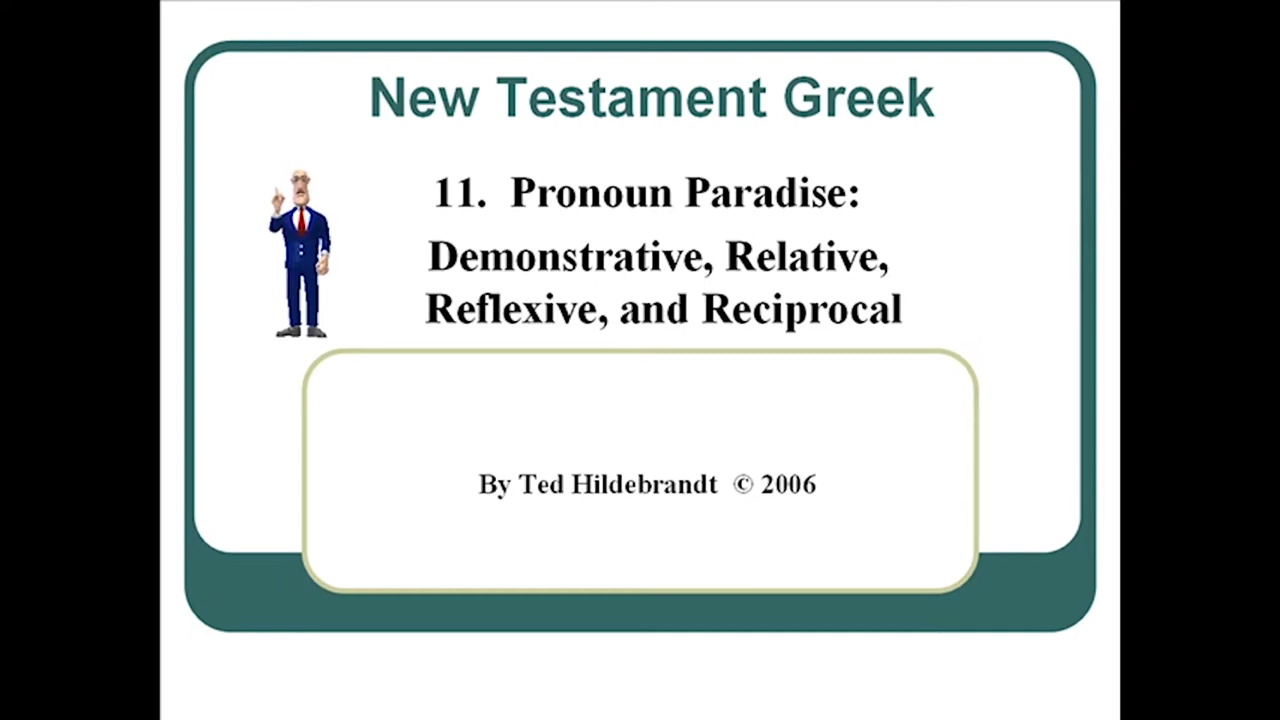 New Testament Greek
11. Pronoun Paradise:
Demonstrative, Relative,
Reflexive, and Reciprocal
By Ted Hildebrandt © 2006